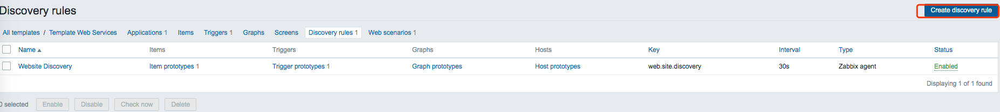 Discovery rules
Create discovery rule
All templates / Template Web Services Applications 1 Items Triggers 1 Graphs Screens Discovery rules 1 Web scenarios 1
Name Items Triggers Graphs Hosts Key Interval Type Status
Website Discovery Item prototypes 1 Trigger prototypes 1 Graph prototypes Host prototypes web.site.discovery 30s Zabbix agent Enabled
Displaying 1 of 1 found
0 selected Enable Disable Check now Delete